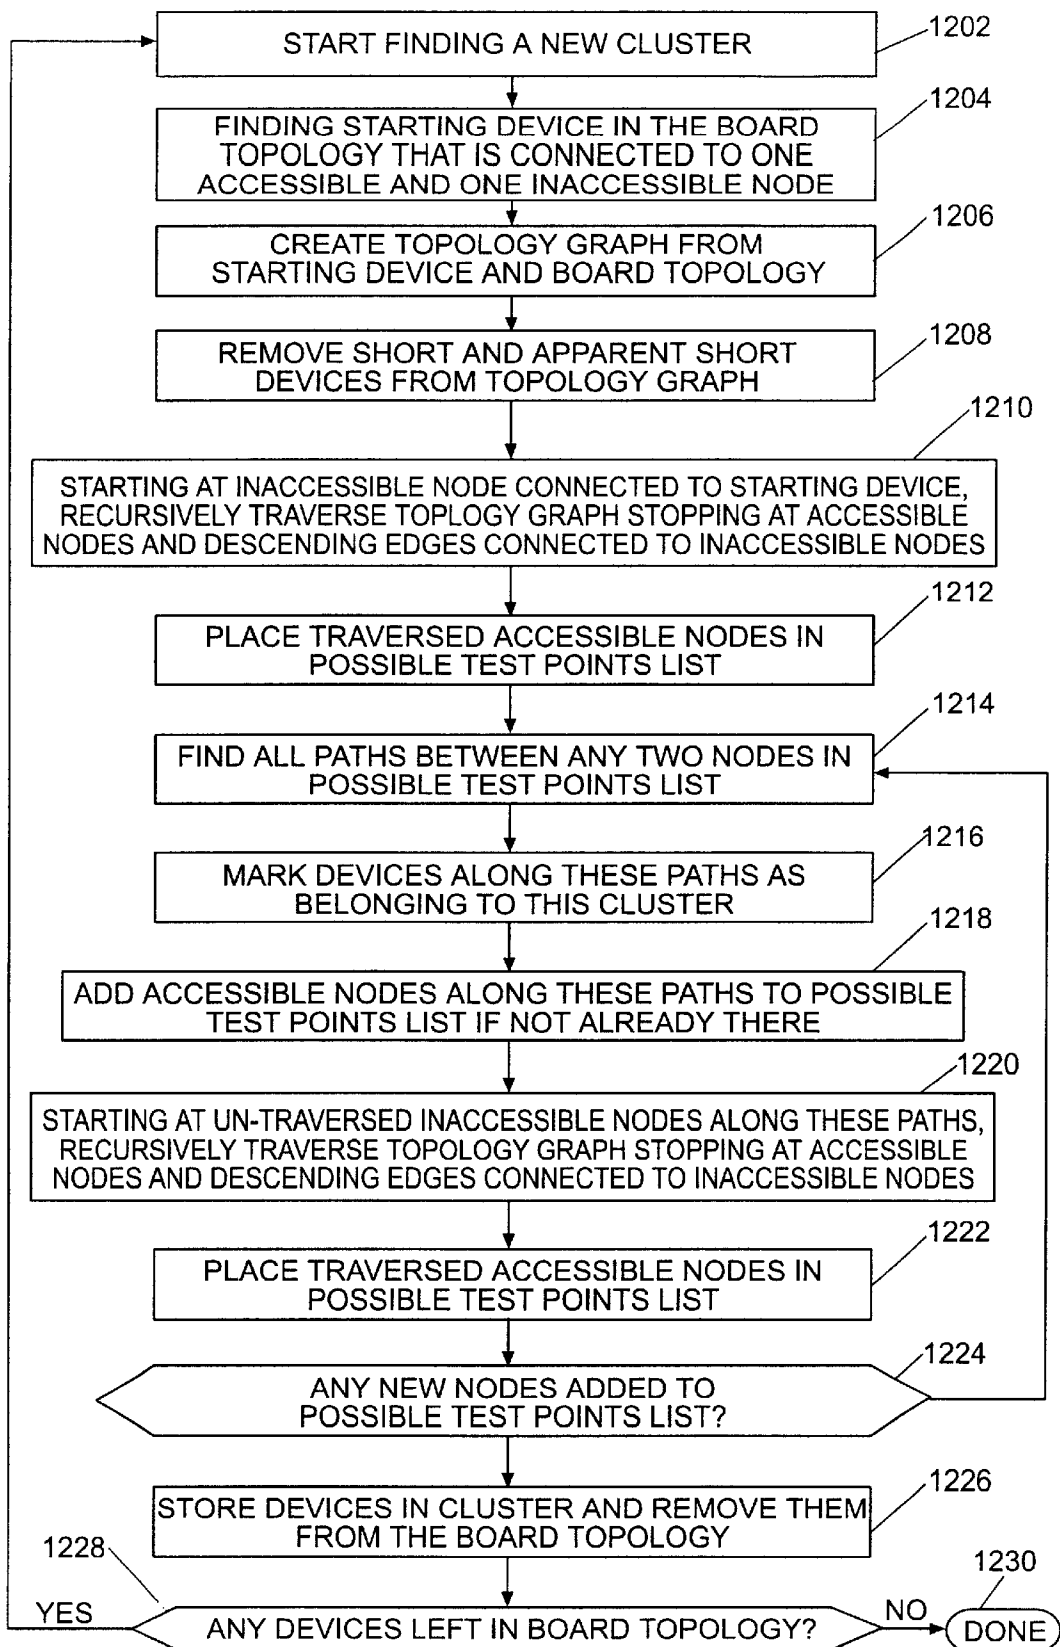 START FINDING A NEW CLUSTER
1202
FINDING STARTING DEVICE IN THE BOARD
TOPOLOGY THAT IS CONNECTED TO ONE
ACCESSIBLE AND ONE INACCESSIBLE NODE
1204
CREATE TOPOLOGY GRAPH FROM
STARTING DEVICE AND BOARD TOPOLOGY
1206
REMOVE SHORT AND APPARENT SHORT
DEVICES FROM TOPOLOGY GRAPH
1208
1210
STARTING AT INACCESSIBLE NODE CONNECTED TO STARTING DEVICE,
RECURSIVELY TRAVERSE TOPLOGY GRAPH STOPPING AT ACCESSIBLE
NODES AND DESCENDING EDGES CONNECTED TO INACCESSIBLE NODES
1212
PLACE TRAVERSED ACCESSIBLE NODES IN
POSSIBLE TEST POINTS LIST
1214
FIND ALL PATHS BETWEEN ANY TWO NODES IN
POSSIBLE TEST POINTS LIST
1216
MARK DEVICES ALONG THESE PATHS AS
BELONGING TO THIS CLUSTER
1218
ADD ACCESSIBLE NODES ALONG THESE PATHS TO POSSIBLE
TEST POINTS LIST IF NOT ALREADY THERE
1220
STARTING AT UN-TRAVERSED INACCESSIBLE NODES ALONG THESE PATHS,
RECURSIVELY TRAVERSE TOPOLOGY GRAPH STOPPING AT ACCESSIBLE
NODES AND DESCENDING EDGES CONNECTED TO INACCESSIBLE NODES
1222
PLACE TRAVERSED ACCESSIBLE NODES IN
POSSIBLE TEST POINTS LIST
1224
ANY NEW NODES ADDED TO
POSSIBLE TEST POINTS LIST?
1226
STORE DEVICES IN CLUSTER AND REMOVE THEM
FROM THE BOARD TOPOLOGY
1228
1230
YES
ANY DEVICES LEFT IN BOARD TOPOLOGY?
NO
DONE